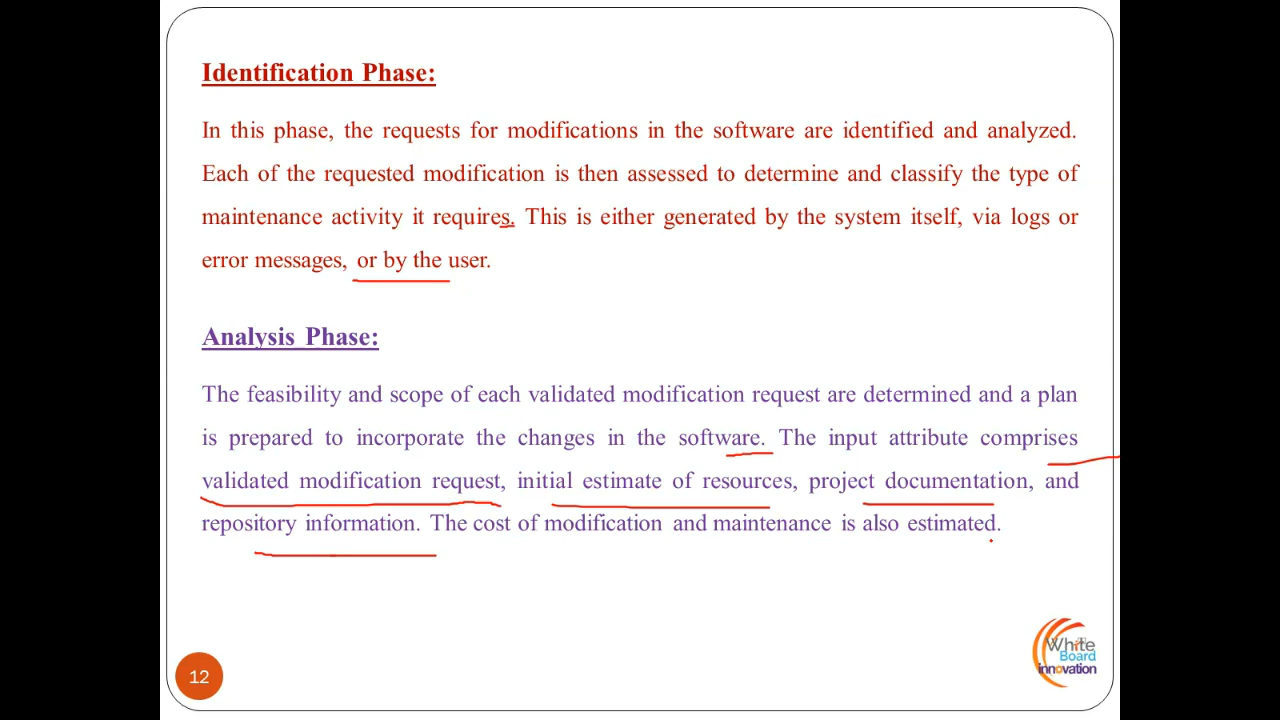 Identification Phase:
In this phase, the requests for modifications in the software are identified and analyzed.
Each of the requested modification is then assessed to determine and classify the type of
maintenance activity it requires. This is either generated by the system itself, via logs or
error messages, or by the user.
Analysis Phase:
The feasibility and scope of each validated modification request are determined and a plan
is prepared to incorporate the changes in the software. The input attribute comprises
validated modification request, initial estimate of resources, project documentation, and
repository information. The cost of modification and maintenance is also estimated.
White
Board
innovation
12